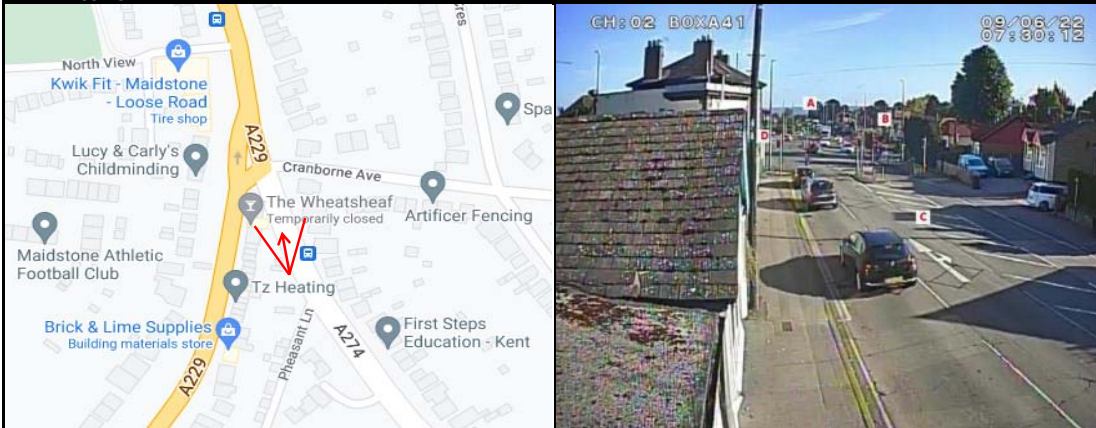 North View
Kwik Fit - Maidstone
- Loose Road
Tire shop
A229
cres
Spa
Lucy & Carly's
Childminding
Cranborne Ave
The Wheatsheaf
Temporarily closed
Artificer Fencing
Maidstone Athletic
Football Club
Tz Heating
Brick & Lime Supplies
Building materials store
First Steps
Education - Kent
Pheasant Ln
A274
A229
CH:02 BOXA41
09/06/22
07:30:12
A
B
D
C